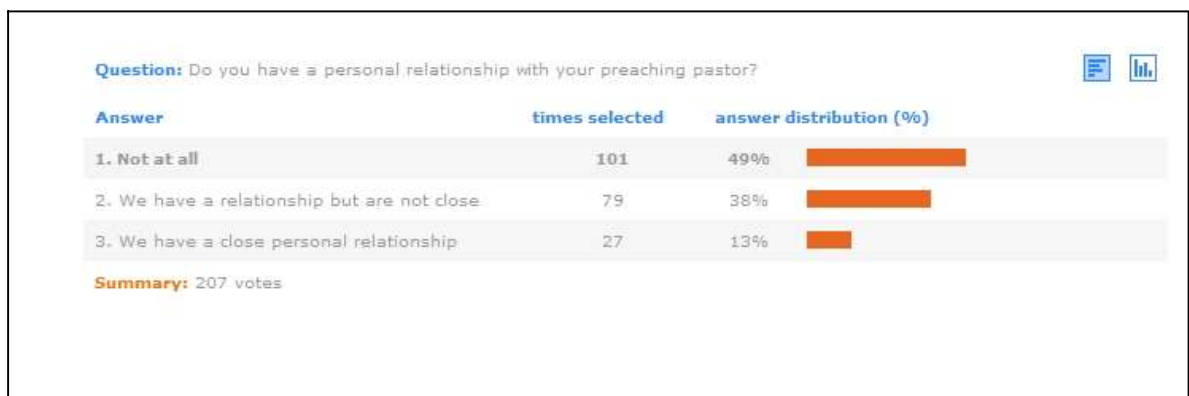 Question: Do you have a personal relationship with your preaching pastor?
Answer times selected answer distribution (%)
1. Not at all 101 49%
2. We have a relationship but are not close 79 38%
3. We have a close personal relationship 27 13%
Summary: 207 votes